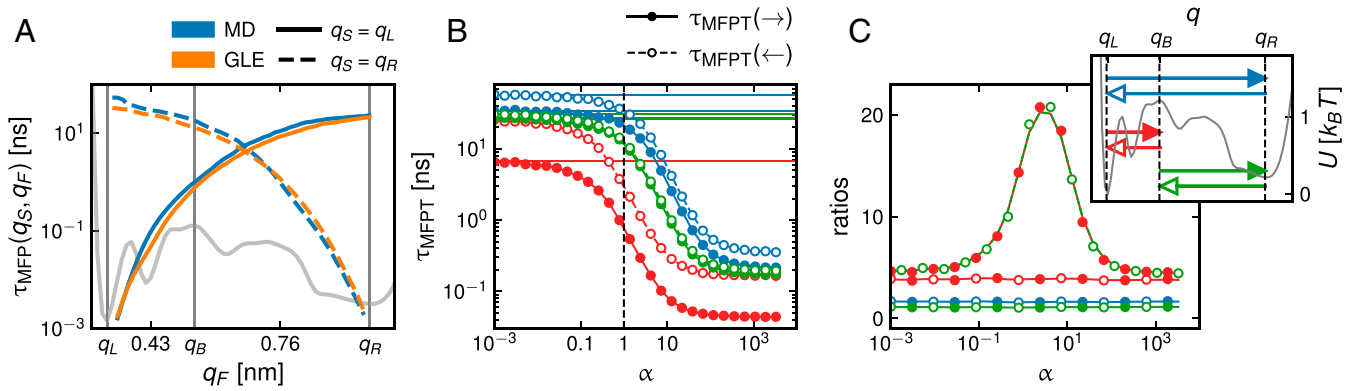 A
MD
GLE
q_S = q_L
q_S = q_R
τ_MFP(q_S, q_F) [ns]
10^1
10^-1
10^-3
q_L
0.43
q_B
0.76
q_R
q_F [nm]
B
τ_MFPT(→)
τ_MFPT(←)
τ_MFPT [ns]
10^1
10^0
10^-1
10^-3
0.1
1
10
10^3
α
C
ratios
20
10
0
10^-3
10^-1
10^1
10^3
α
q
q_L
q_B
q_R
1
0
U [k_B T]